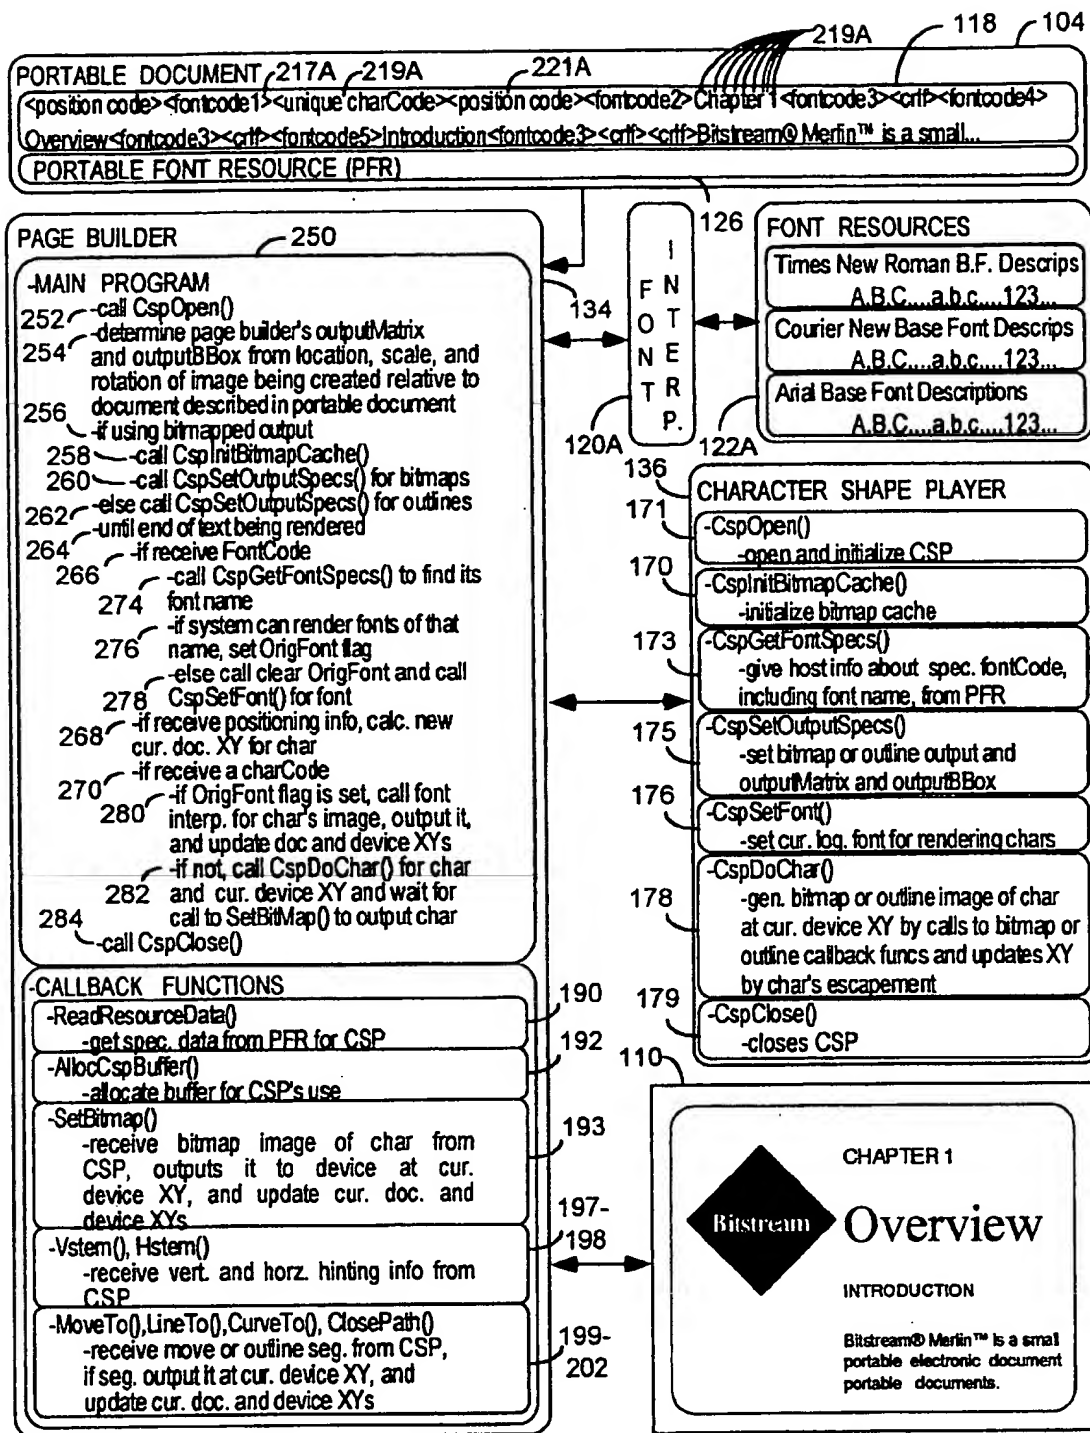 219A 118 104
PORTABLE DOCUMENT 217A 219A 221A
<position code><fontcode1><unique charCode><position code><fontcode2>Chapter 1<fontcode3><crlf><fontcode4>
Overview<fontcode3><crlf><fontcode5>Introduction<fontcode3><crlf><crlf>Bitstream® Merlin™ is a small...
PORTABLE FONT RESOURCE (PFR)
126
PAGE BUILDER 250
-MAIN PROGRAM
134
252 -call CspOpen()
254 -determine page builder's outputMatrix
and outputBBox from location, scale, and
rotation of image being created relative to
document described in portable document
256 -if using bitmapped output
258 -call CspInitBitmapCache()
260 -call CspSetOutputSpecs() for bitmaps
262 -else call CspSetOutputSpecs() for outlines
264 -until end of text being rendered
266 -if receive FontCode
274 -call CspGetFontSpecs() to find its
font name
276 -if system can render fonts of that
name, set OrigFont flag
278 -else call clear OrigFont and call
CspSetFont() for font
268 -if receive positioning info, calc. new
cur. doc. XY for char
270 -if receive a charCode
280 -if OrigFont flag is set, call font
interp. for char's image, output it,
and update doc and device XYs
282 -if not, call CspDoChar() for char
and cur. device XY and wait for
call to SetBitMap() to output char
284 -call CspClose()
-CALLBACK FUNCTIONS
-ReadResourceData() 190
-get spec. data from PFR for CSP
-AllocCspBuffer() 192
-allocate buffer for CSP's use
-SetBitmap() 193
-receive bitmap image of char from
CSP, outputs it to device at cur.
device XY, and update cur. doc. and
device XYs
-Vstem(), Hstem() 197-
198
-receive vert. and horz. hinting info from
CSP
-MoveTo(),LineTo(),CurveTo(), ClosePath() 199-
202
-receive move or outline seg. from CSP,
if seg. output it at cur. device XY, and
update cur. doc. and device XYs
FONT INTERP.
120A
FONT RESOURCES
Times New Roman B.F. Descrips
A.B.C....a.b.c....123...
Courier New Base Font Descrips
A.B.C....a.b.c....123...
Arial Base Font Descriptions
A.B.C....a.b.c....123...
122A
136
CHARACTER SHAPE PLAYER
171 -CspOpen()
-open and initialize CSP
170 -CspInitBitmapCache()
-initialize bitmap cache
173 -CspGetFontSpecs()
-give host info about spec. fontCode,
including font name, from PFR
175 -CspSetOutputSpecs()
-set bitmap or outline output and
outputMatrix and outputBBox
176 -CspSetFont()
-set cur. log. font for rendering chars
178 -CspDoChar()
-gen. bitmap or outline image of char
at cur. device XY by calls to bitmap or
outline callback funcs and updates XY
by char's escapement
179 -CspClose()
-closes CSP
110
CHAPTER 1
Bitstream
Overview
INTRODUCTION
Bitstream® Merlin™ is a small
portable electronic document
portable documents.